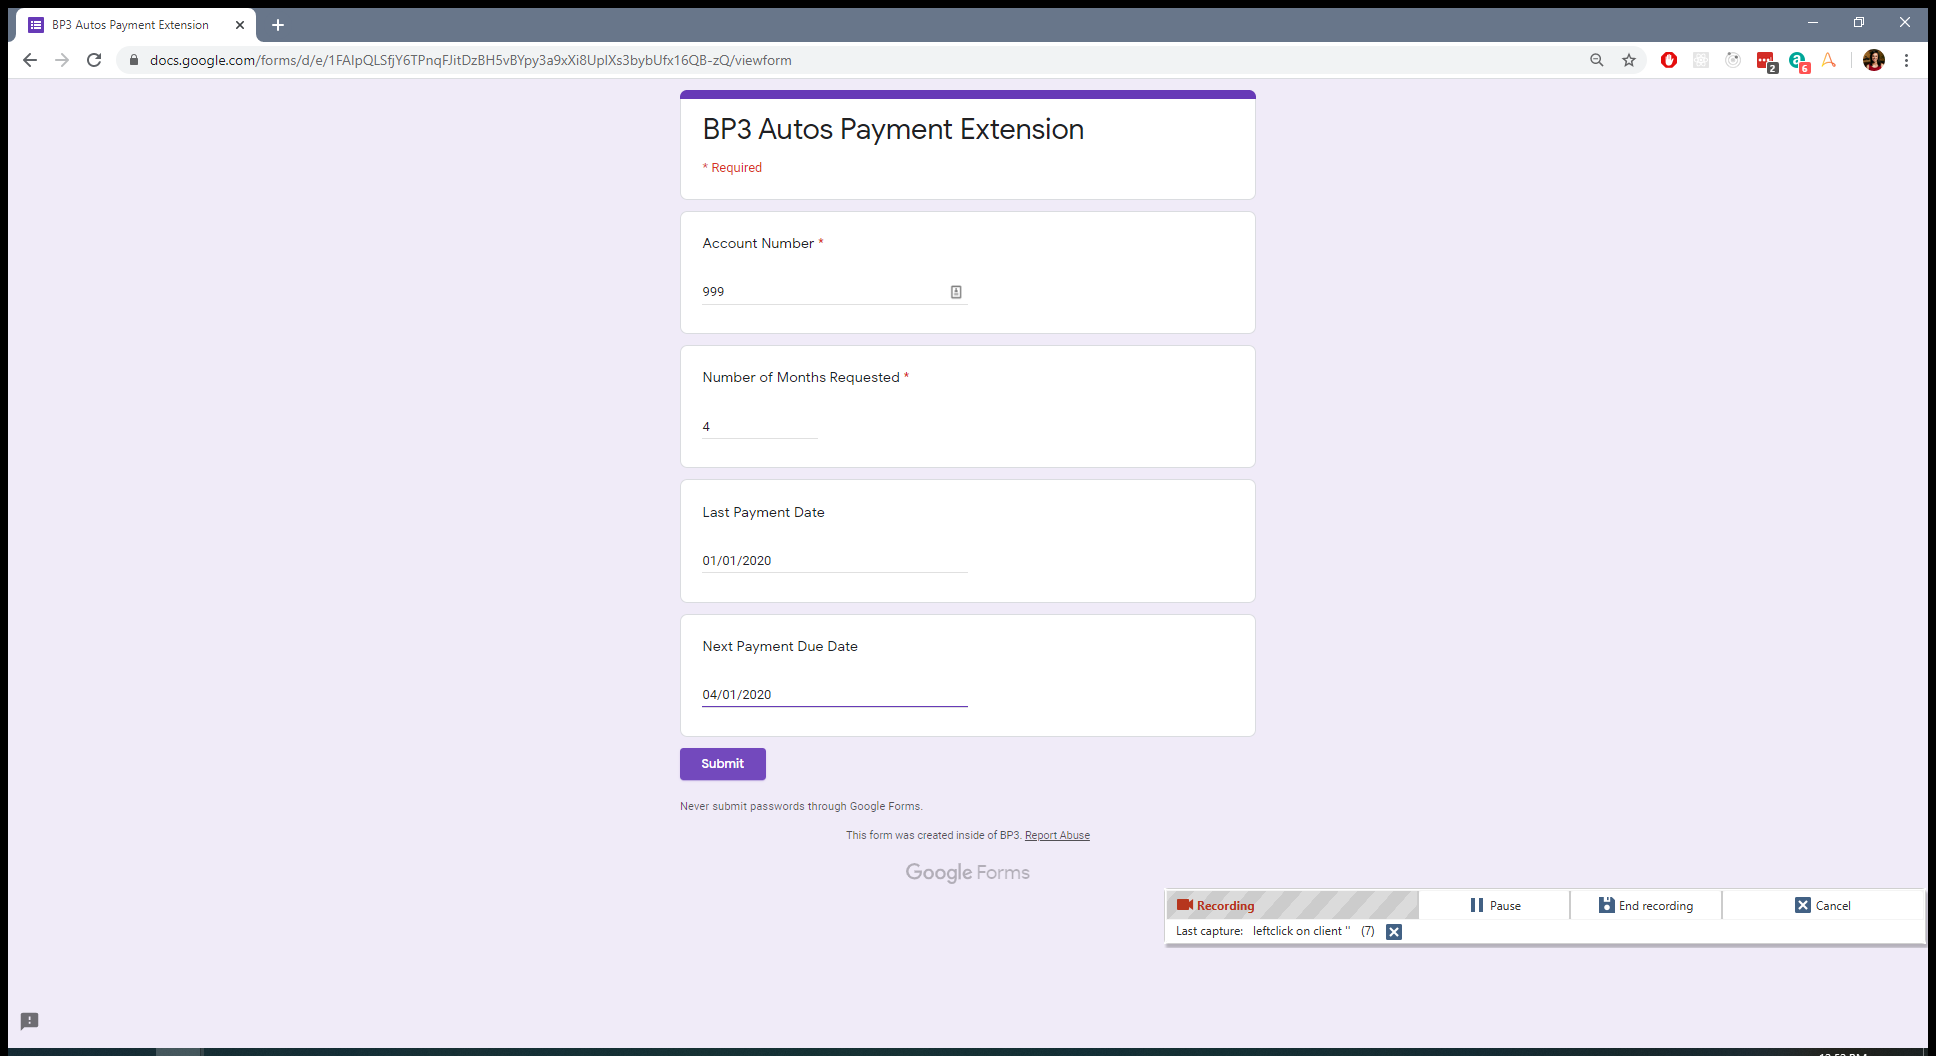 BP3 Autos Payment Extension
docs.google.com/forms/d/e/1FAIpQLSfjY6TPnqFJitDzBH5vBYpy3a9xXi8UplXs3bybUfx16QB-zQ/viewform
2
6
BP3 Autos Payment Extension
* Required
Account Number *
999
Number of Months Requested *
4
Last Payment Date
01/01/2020
Next Payment Due Date
04/01/2020
Submit
Never submit passwords through Google Forms.
This form was created inside of BP3. Report Abuse
Google Forms
Recording
Pause
End recording
Cancel
Last capture: leftclick on client '' (7)